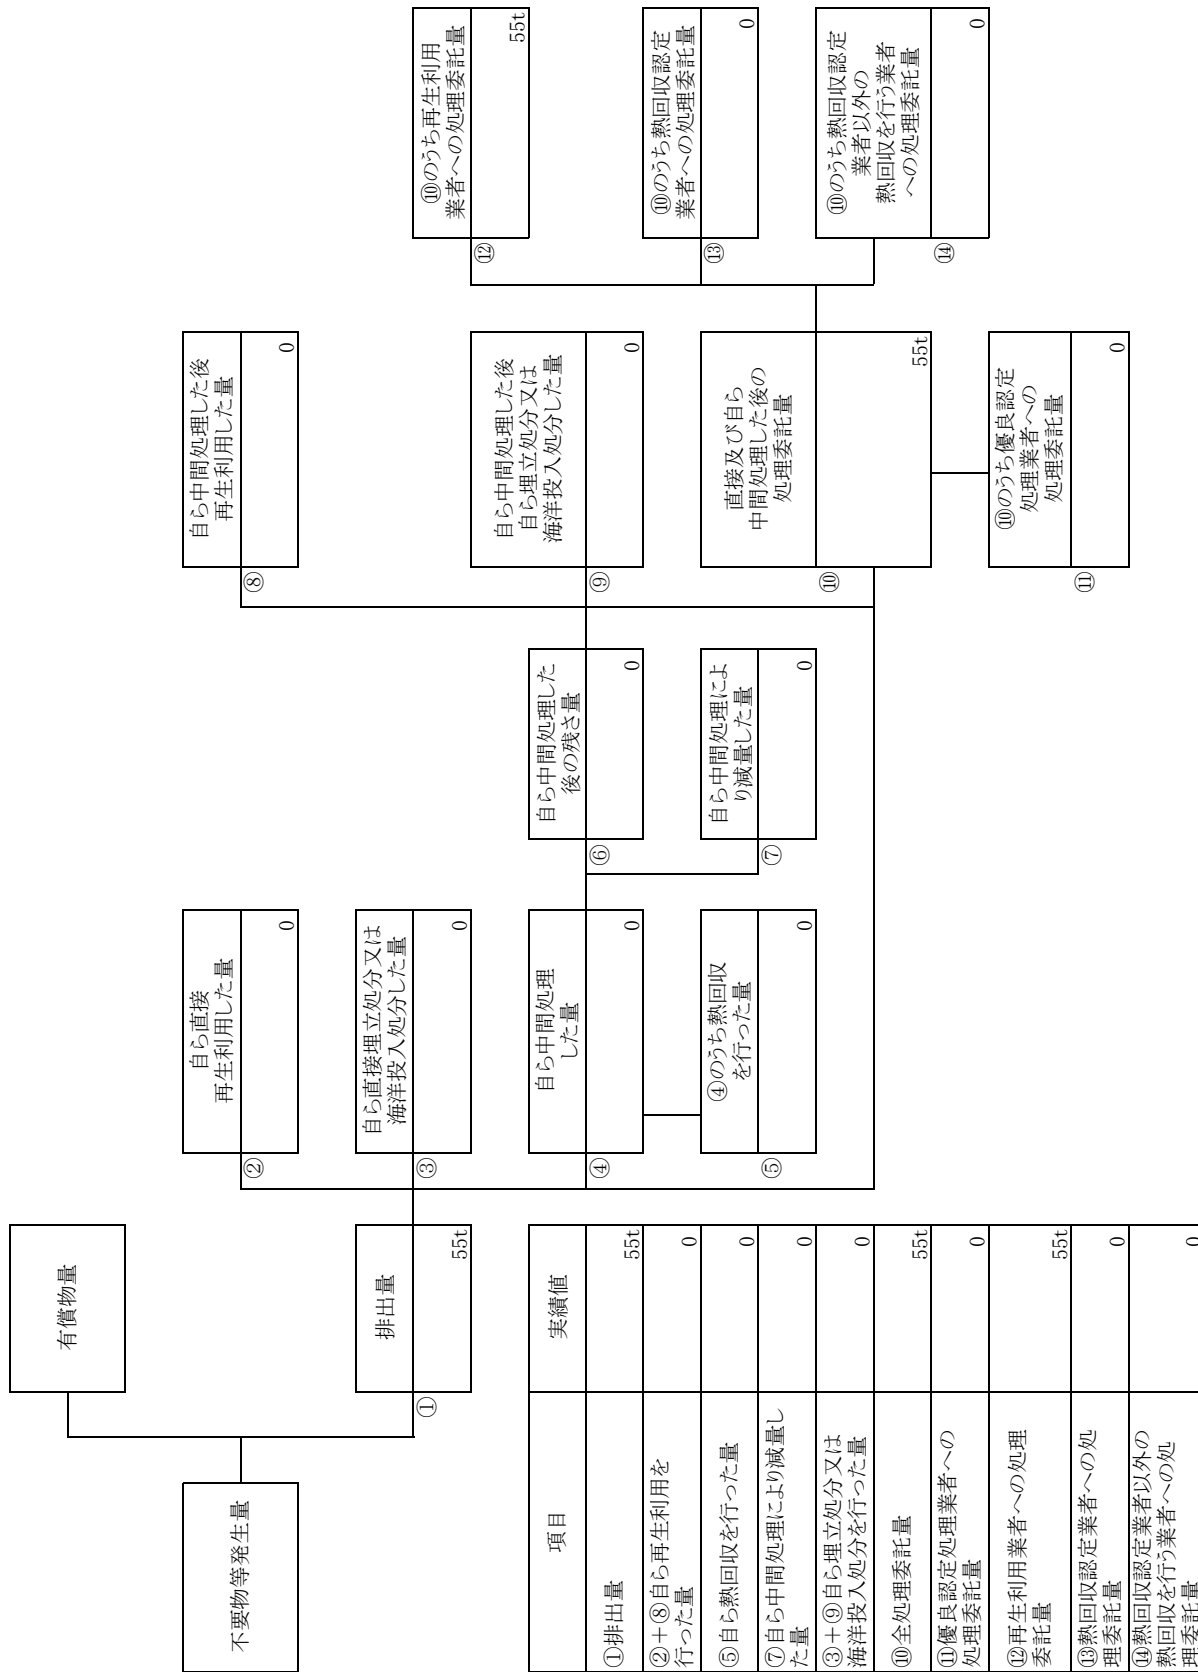 不要物等発生量
有償物量
①
排出量
55t
②
自ら直接
再生利用した量
0
③
自ら直接埋立処分又は
海洋投入処分した量
0
④
自ら中間処理
した量
0
⑤
④のうち熱回収
を行った量
0
⑥
自ら中間処理した
後の残さ量
0
⑦
自ら中間処理によ
り減量した量
0
⑧
自ら中間処理した後
再生利用した量
0
⑨
自ら中間処理した後
自ら埋立処分又は
海洋投入処分した量
0
⑩
直接及び自ら
中間処理した後の
処理委託量
55t
⑪
⑩のうち優良認定
処理業者への
処理委託量
0
⑫
⑩のうち再生利用
業者への処理委託量
55t
⑬
⑩のうち熱回収認定
業者への処理委託量
0
⑭
⑩のうち熱回収認定
業者以外の
熱回収を行う業者
への処理委託量
0
項目
実績値
①排出量
55t
②+⑧自ら再生利用を
行った量
0
⑤自ら熱回収を行った量
0
⑦自ら中間処理により減量し
た量
0
③+⑨自ら埋立処分又は
海洋投入処分を行った量
0
⑩全処理委託量
55t
⑪優良認定処理業者への
処理委託量
0
⑫再生利用業者への処理
委託量
55t
⑬熱回収認定業者への処
理委託量
0
⑭熱回収認定業者以外の
熱回収を行う業者への処
理委託量
0